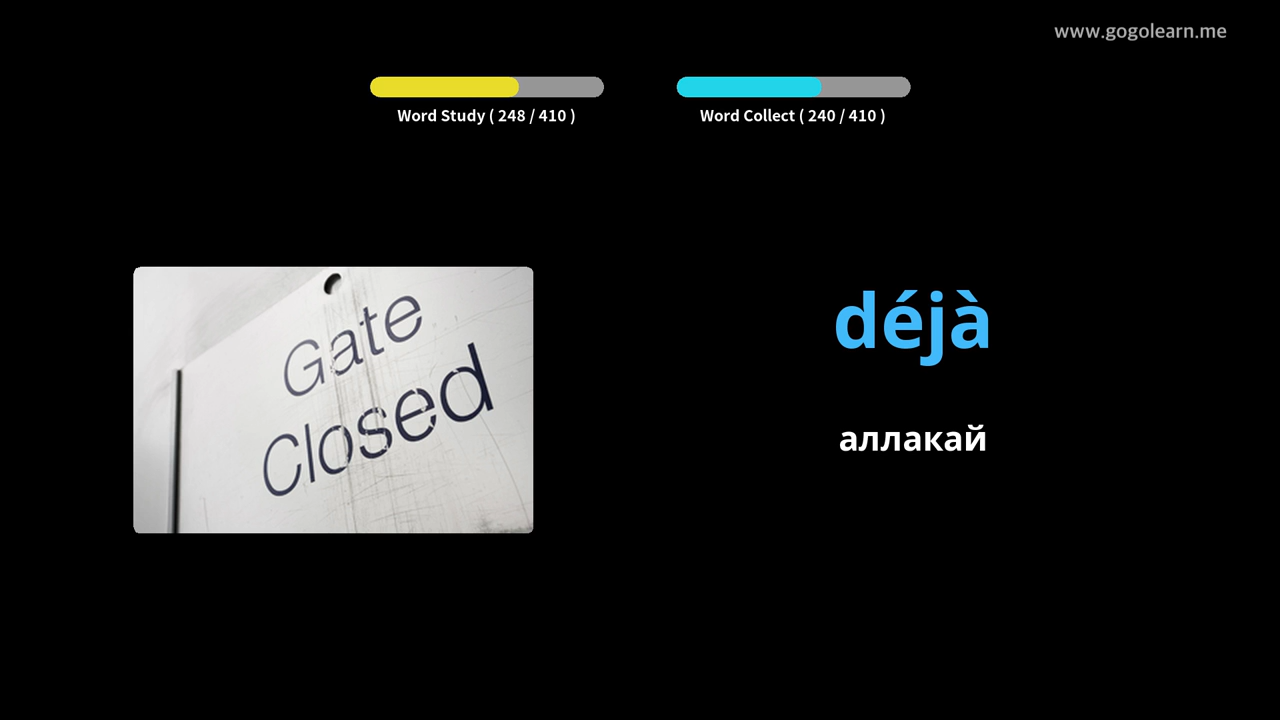 www.gogolearn.me
Word Study ( 248 / 410 )
Word Collect ( 240 / 410 )
Gate
Closed
déjà
аллакай